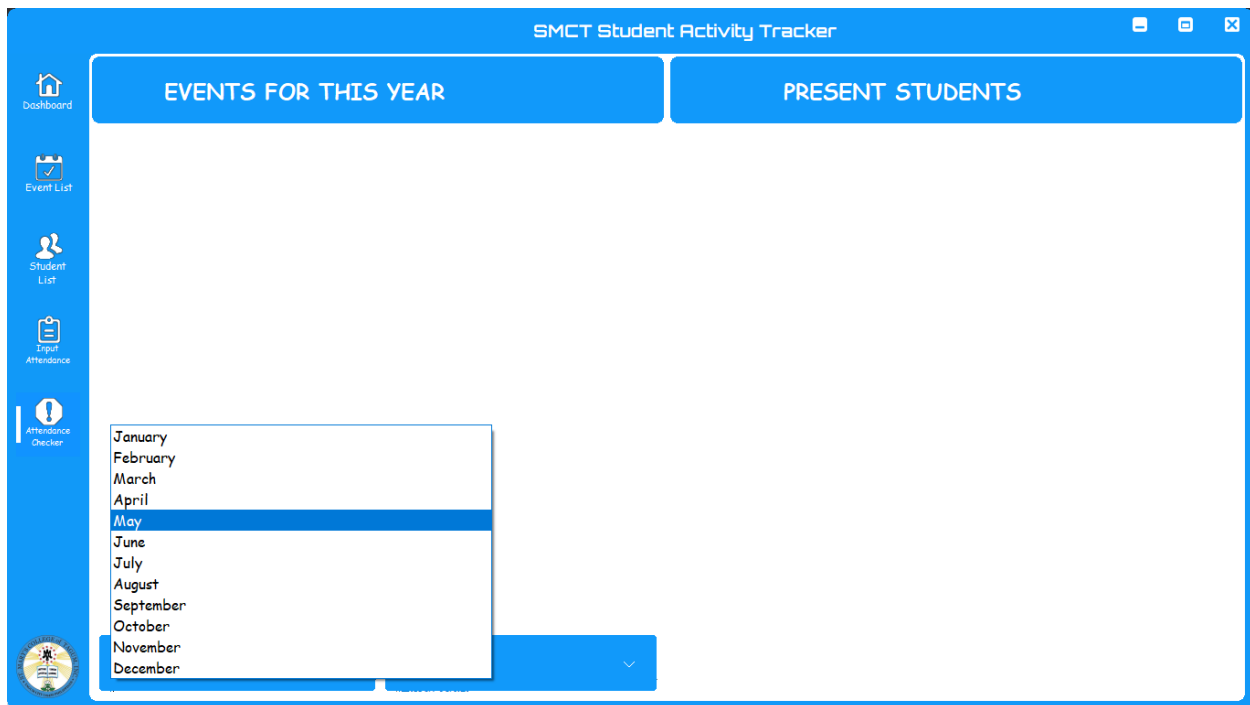 SMCT Student Activity Tracker
Dashboard
Event List
Student
List
Input
Attendance
Attendance
Checker
EVENTS FOR THIS YEAR
PRESENT STUDENTS
January
February
March
April
May
June
July
August
September
October
November
December